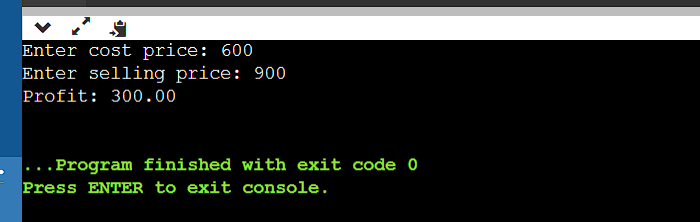 Enter cost price: 600
Enter selling price: 900
Profit: 300.00
...Program finished with exit code 0
Press ENTER to exit console.